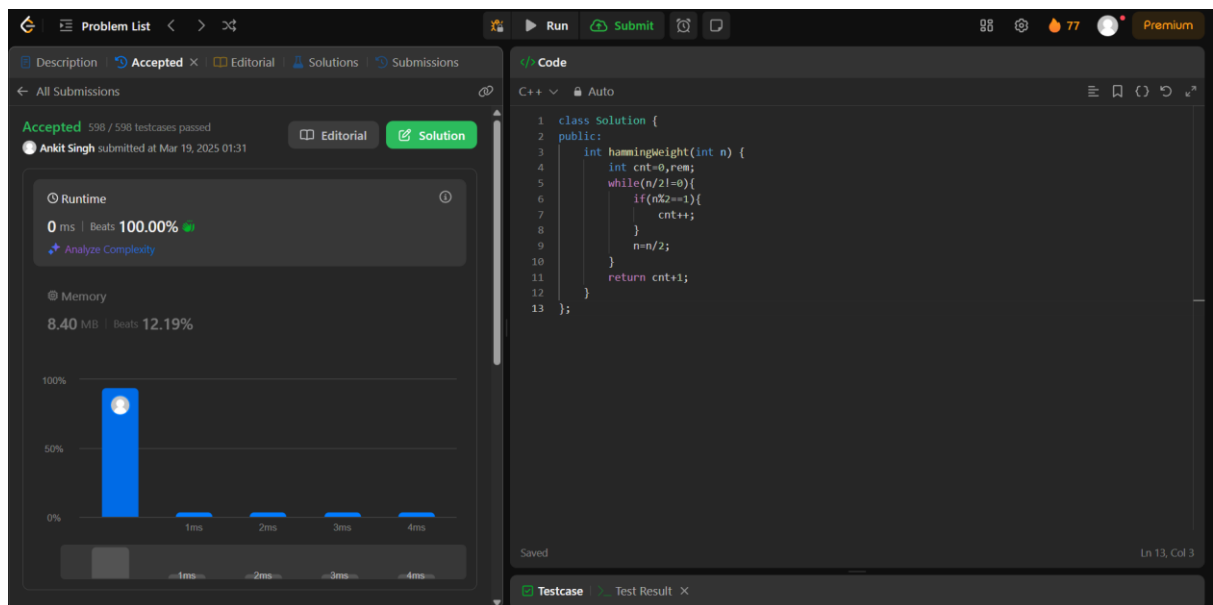 Problem List
Run
Submit
77
Premium
Description
Accepted
Editorial
Solutions
Submissions
All Submissions
Accepted 598 / 598 testcases passed
Ankit Singh submitted at Mar 19, 2025 01:31
Editorial
Solution
Runtime
0 ms | Beats 100.00%
Analyze Complexity
Memory
8.40 MB | Beats 12.19%
100%
50%
0%
1ms 2ms 3ms 4ms
1ms 2ms 3ms 4ms
</> Code
C++ Auto
1 class Solution {
2 public:
3 int hammingWeight(int n) {
4 int cnt=0,rem;
5 while(n/2!=0){
6 if(n%2==1){
7 cnt++;
8 }
9 n=n/2;
10 }
11 return cnt+1;
12 }
13 };
Saved
Ln 13, Col 3
Testcase
>_ Test Result